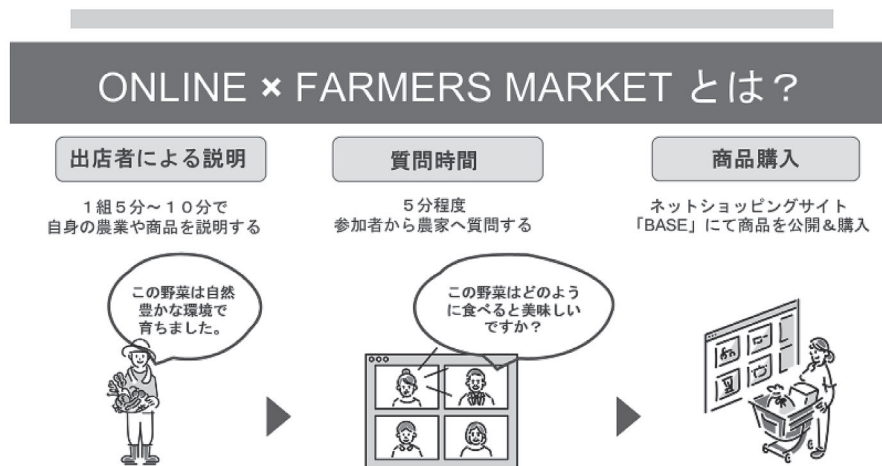 ONLINE × FARMERS MARKET とは？
出店者による説明
１組５分～１０分で
自身の農業や商品を説明する
この野菜は自然
豊かな環境で
育ちました。
質問時間
５分程度
参加者から農家へ質問する
この野菜はどのよう
に食べると美味しい
ですか？
商品購入
ネットショッピングサイト
「BASE」にて商品を公開＆購入